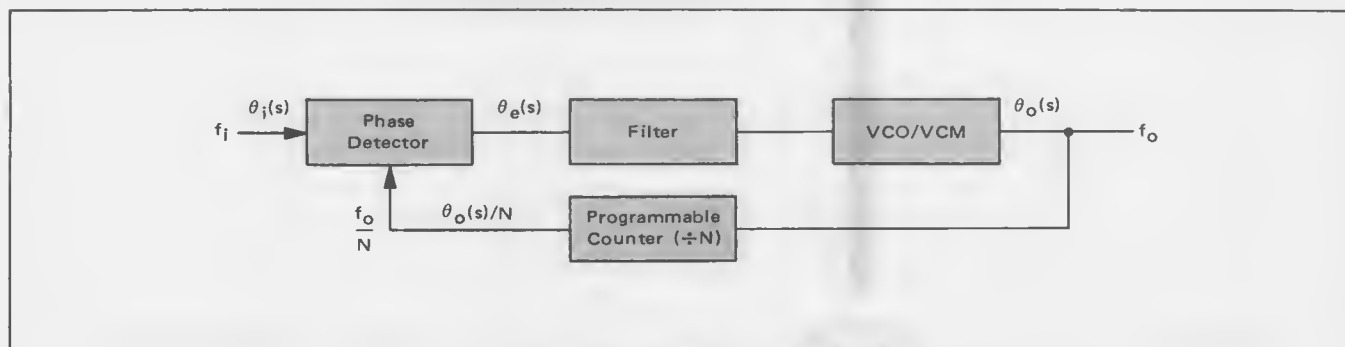 θi(s)
fi
Phase
Detector
θe(s)
Filter
VCO/VCM
θo(s)
fo
fo
N
θo(s)/N
Programmable
Counter (÷N)